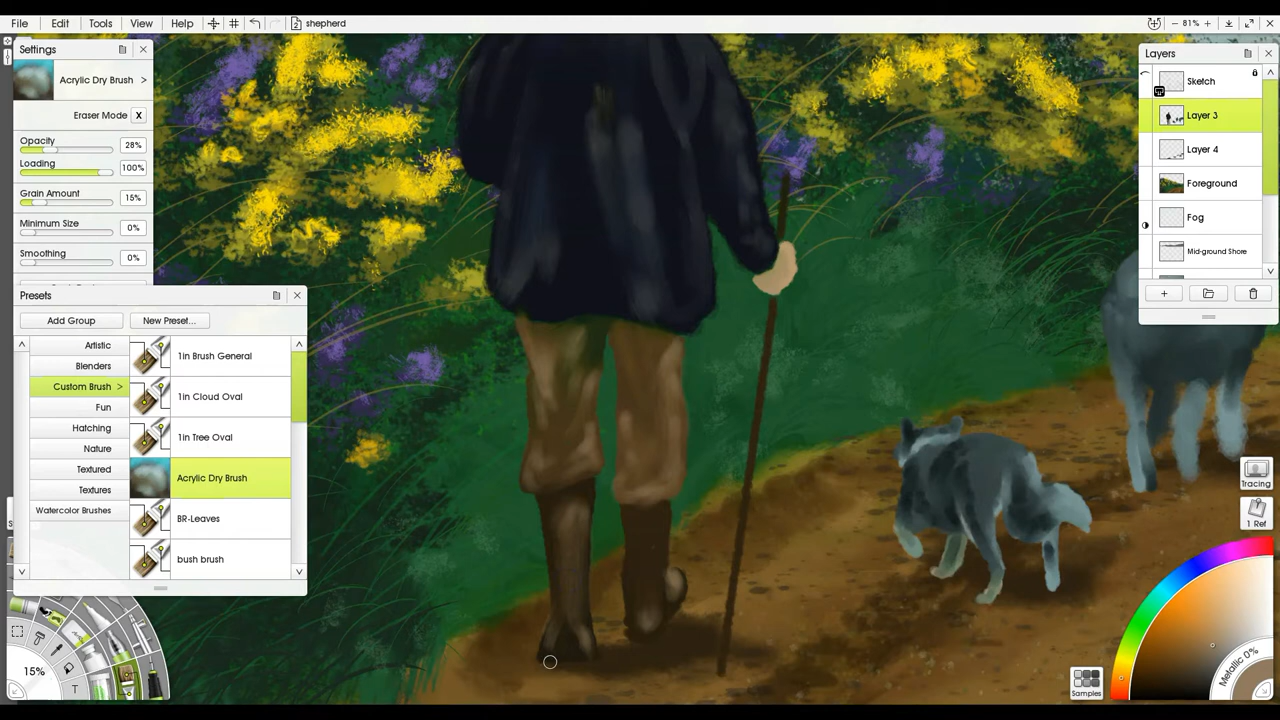 File Edit Tools View Help 2 shepherd 81%
Settings
Acrylic Dry Brush >
Eraser Mode X
Opacity 28%
Loading 100%
Grain Amount 15%
Minimum Size 0%
Smoothing 0%
Presets
Add Group New Preset...
Artistic
Blenders
Custom Brush >
Fun
Hatching
Nature
Textured
Textures
Watercolor Brushes
1in Brush General
1in Cloud Oval
1in Tree Oval
Acrylic Dry Brush
BR-Leaves
bush brush
15%
T
Layers
Sketch
Layer 3
Layer 4
Foreground
Fog
Mid-ground Shore
Tracing
1 Ref
Samples
Metallic 0%